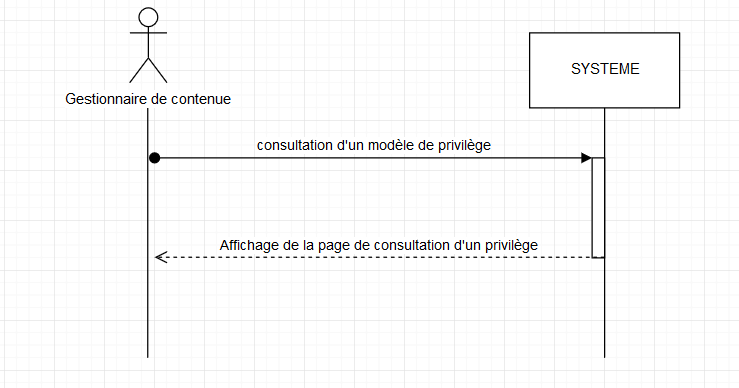 SYSTEME
Gestionnaire de contenue
consultation d'un modèle de privilège
Affichage de la page de consultation d'un privilège